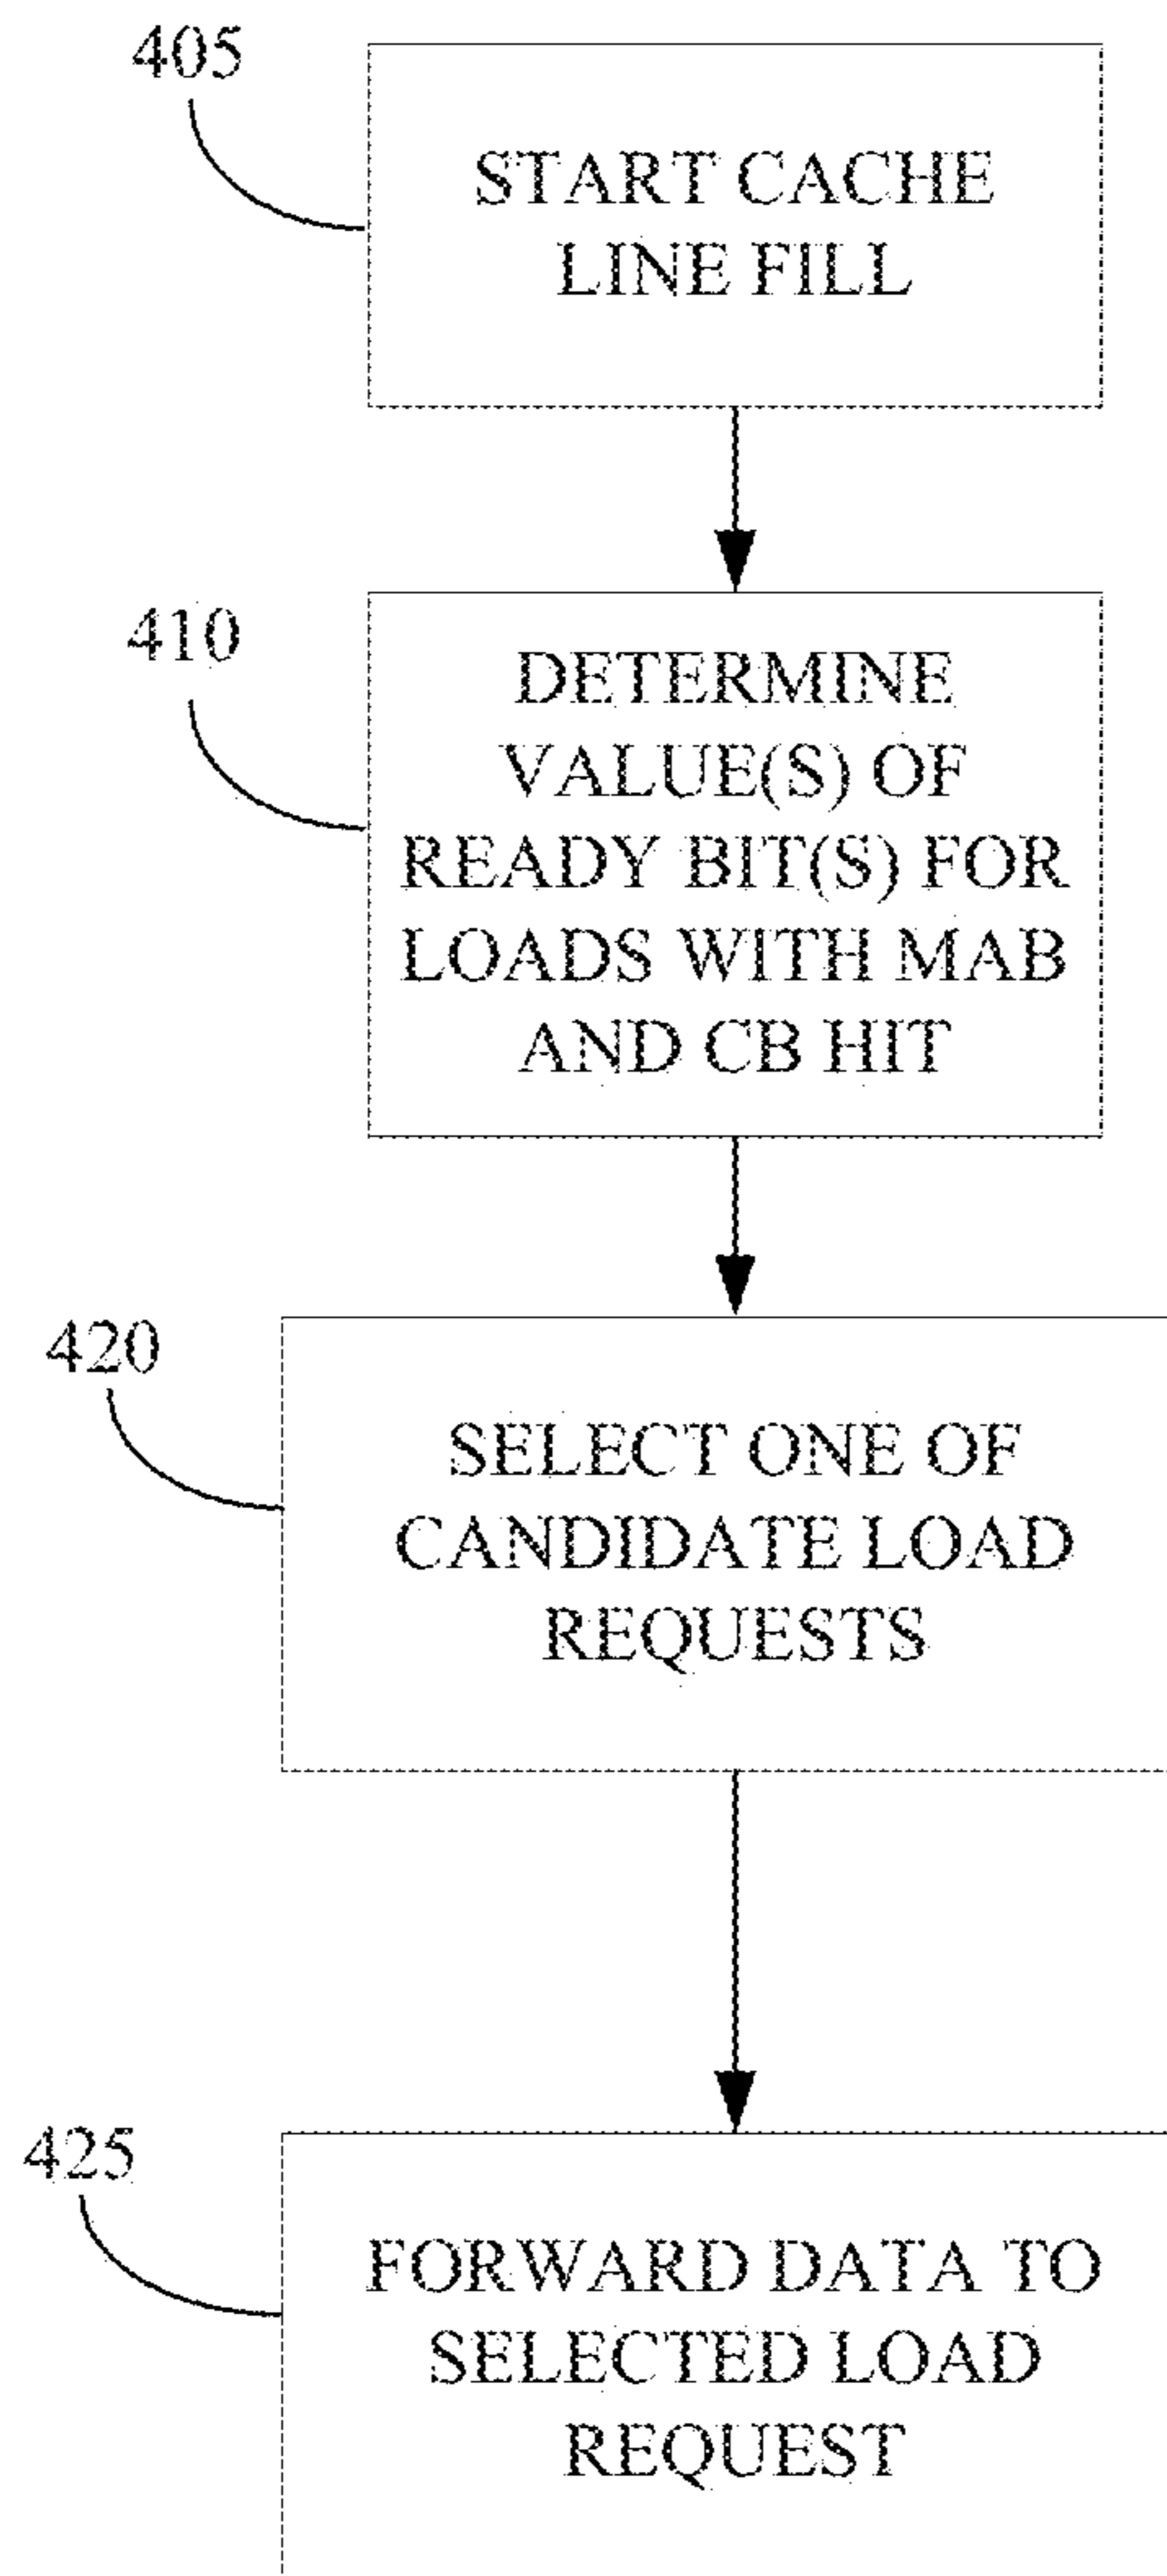 405
START CACHE
LINE FILL
410
DETERMINE
VALUE(S) OF
READY BIT(S) FOR
LOADS WITH MAB
AND CB HIT
420
SELECT ONE OF
CANDIDATE LOAD
REQUESTS
425
FORWARD DATA TO
SELECTED LOAD
REQUEST